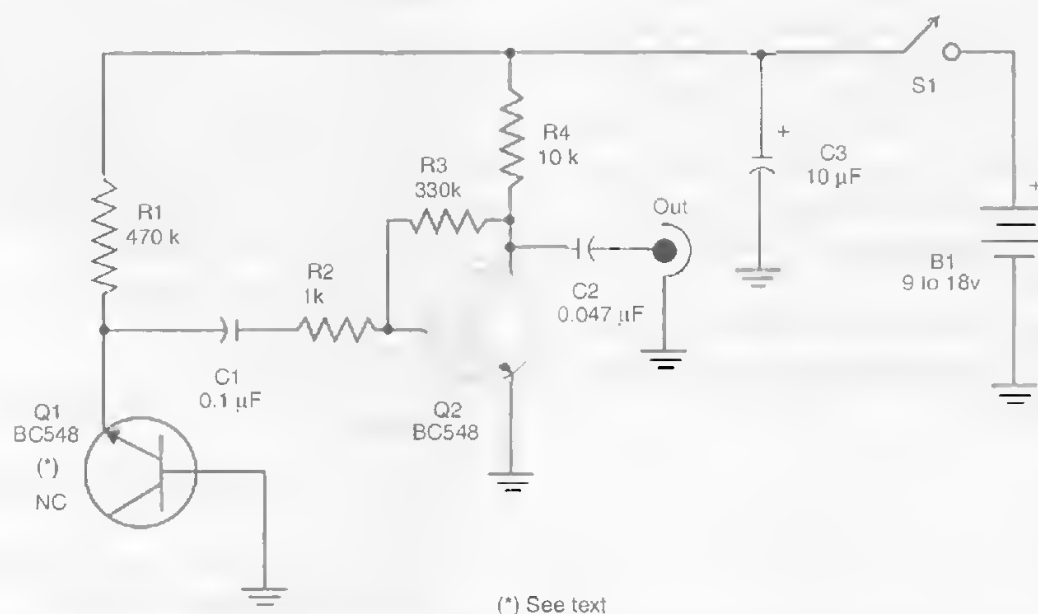 S1
R4
10 k
+
C3
10 µF
R3
330k
R1
470 k
Out
+
B1
9 to 18v
R2
1k
C2
0.047 µF
C1
0.1 µF
Q1
BC548
(*)
NC
Q2
BC548
(*) See text